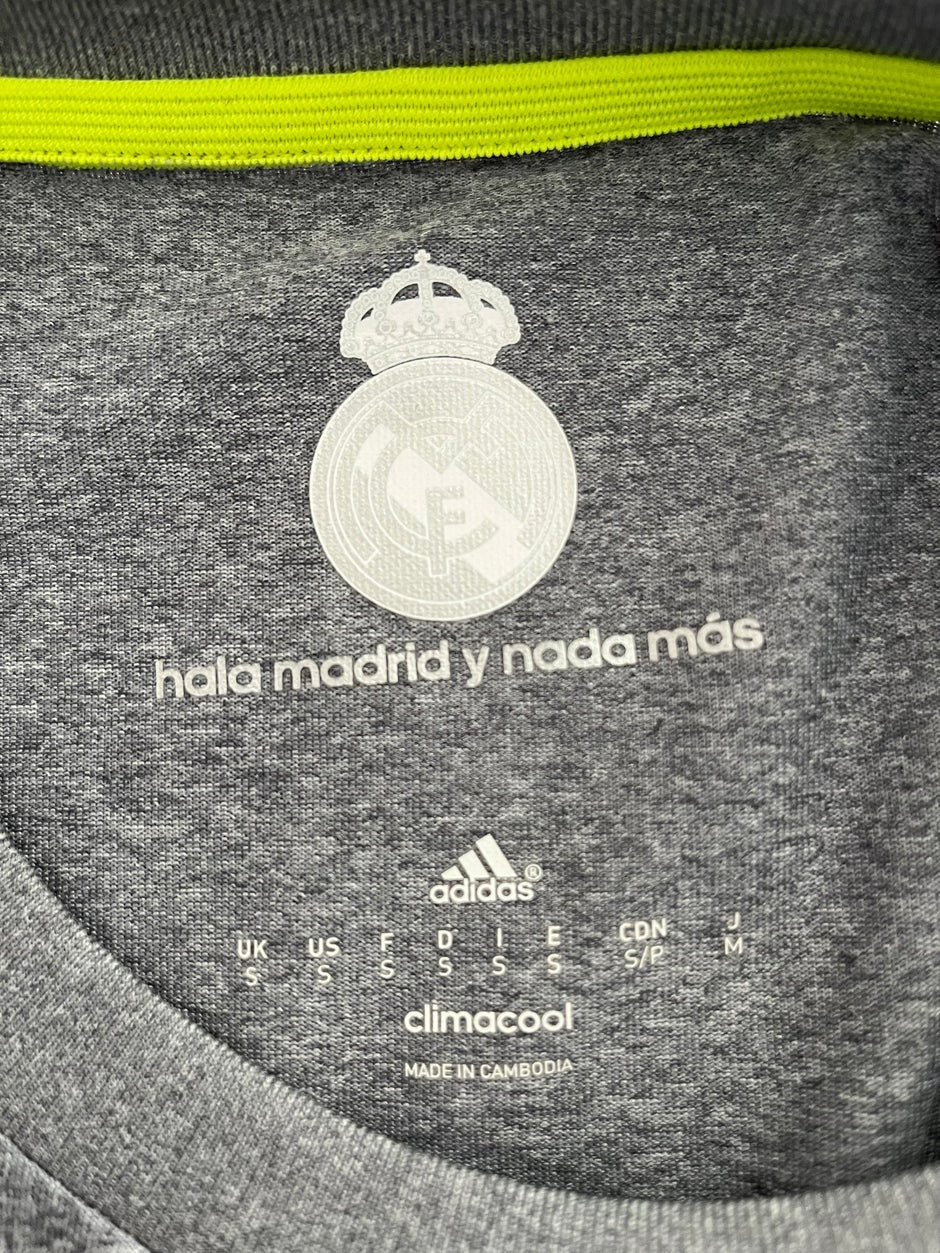 hala madrid y nada más
adidas®
UK US F D I E CDN J
S S S S S S S/P M
climacool
MADE IN CAMBODIA